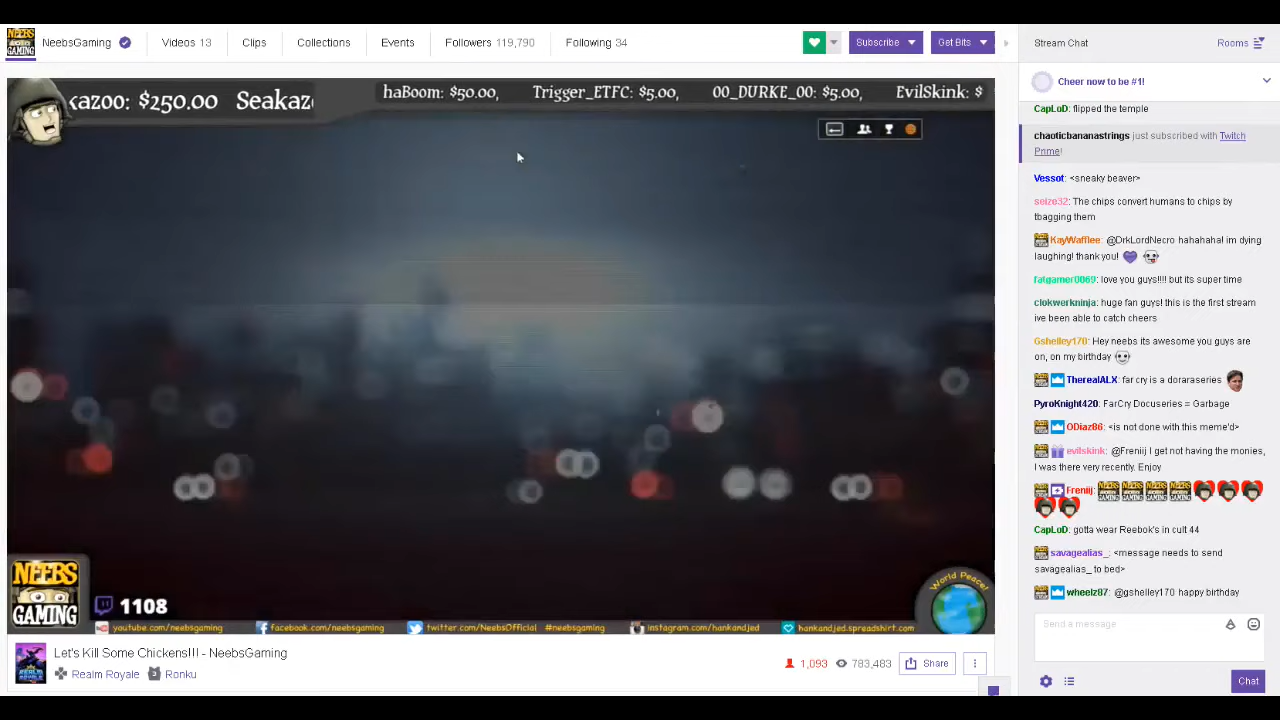 NEEBS GAMING
NeebsGaming
Videos 13
Clips
Collections
Events
Followers 119,790
Following 34
Subscribe
Get Bits
Stream Chat
Rooms
kazoo: $250.00 Seakaz
haBoom: $50.00, Trigger_ETFC: $5.00, 00_DURKE_00: $5.00, EvilSkink: $
Cheer now to be #1!
CapLoD: flipped the temple
chaoticbananastrings just subscribed with Twitch
Prime!
Vessot: <sneaky beaver>
seize32: The chips convert humans to chips by
tbagging them
KayWafflee: @DrkLordNecro hahahaha! im dying
laughing! thank you!
fatgamer0069: love you guys!!!! but its super time
clokwerkninja: huge fan guys! this is the first stream
ive been able to catch cheers
Gshelley170: Hey neebs its awesome you guys are
on, on my birthday
TherealALX: far cry is a doraraseries
PyroKnight420: FarCry Docuseries = Garbage
ODiaz86: <is not done with this meme'd>
evilskink: @Freniij I get not having the monies,
I was there very recently. Enjoy
Freniij:
CapLoD: gotta wear Reebok's in cult 44
savagealias_: <message needs to send
savagealias_ to bed>
wheelz87: @gshelley170 happy birthday
Send a message
Chat
NEEBS
GAMING
1108
World Peace!
youtube.com/neebsgaming
facebook.com/neebsgaming
twitter.com/NeebsOfficial #neebsgaming
instagram.com/hankandjed
hankandjed.spreadshirt.com
Let's Kill Some Chickens!!! - NeebsGaming
Realm Royale
Ronku
1,093
783,483
Share